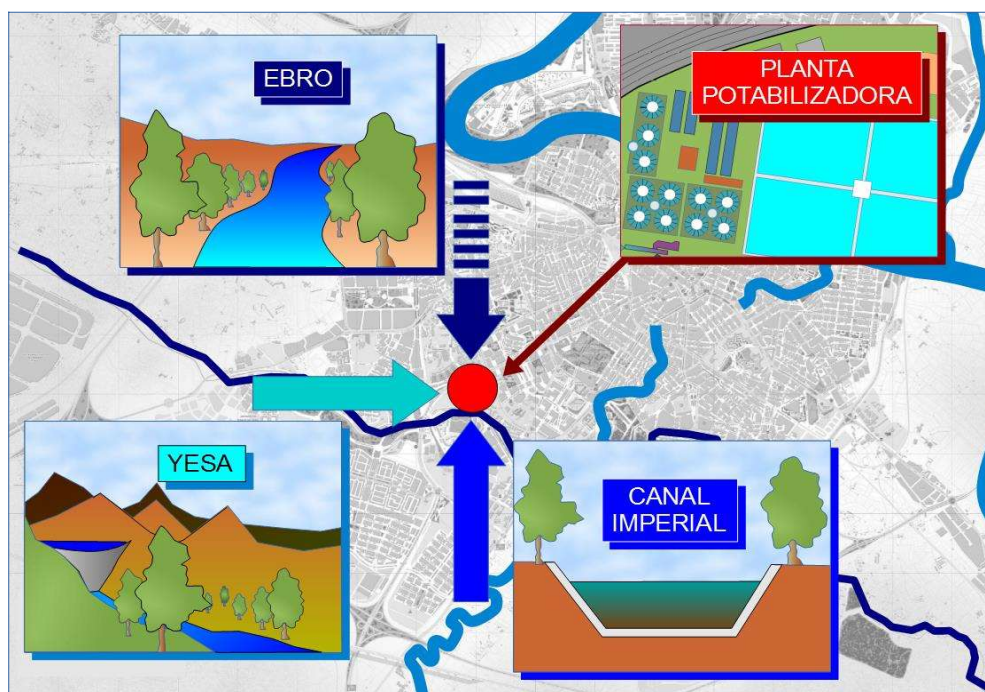 EBRO
PLANTA
POTABILIZADORA
YESA
CANAL
IMPERIAL